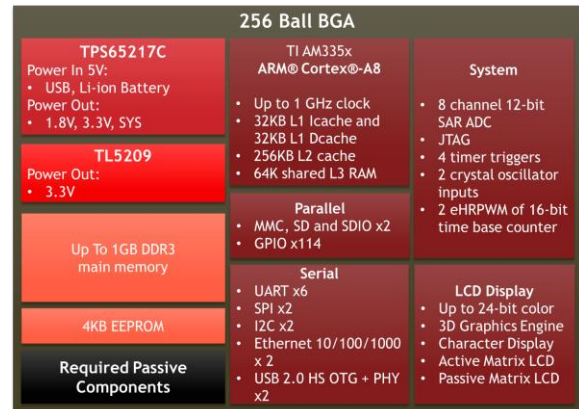 256 Ball BGA
TPS65217C
Power In 5V:
• USB, Li-ion Battery
Power Out:
• 1.8V, 3.3V, SYS
TL5209
Power Out:
• 3.3V
Up To 1GB DDR3
main memory
4KB EEPROM
Required Passive
Components
TI AM335x
ARM® Cortex®-A8
• Up to 1 GHz clock
• 32KB L1 Icache and
32KB L1 Dcache
• 256KB L2 cache
• 64K shared L3 RAM
Parallel
• MMC, SD and SDIO x2
• GPIO x114
Serial
• UART x6
• SPI x2
• I2C x2
• Ethernet 10/100/1000
x 2
• USB 2.0 HS OTG + PHY
x2
System
• 8 channel 12-bit
SAR ADC
• JTAG
• 4 timer triggers
• 2 crystal oscillator
inputs
• 2 eHRPWM of 16-bit
time base counter
LCD Display
• Up to 24-bit color
• 3D Graphics Engine
• Character Display
• Active Matrix LCD
• Passive Matrix LCD